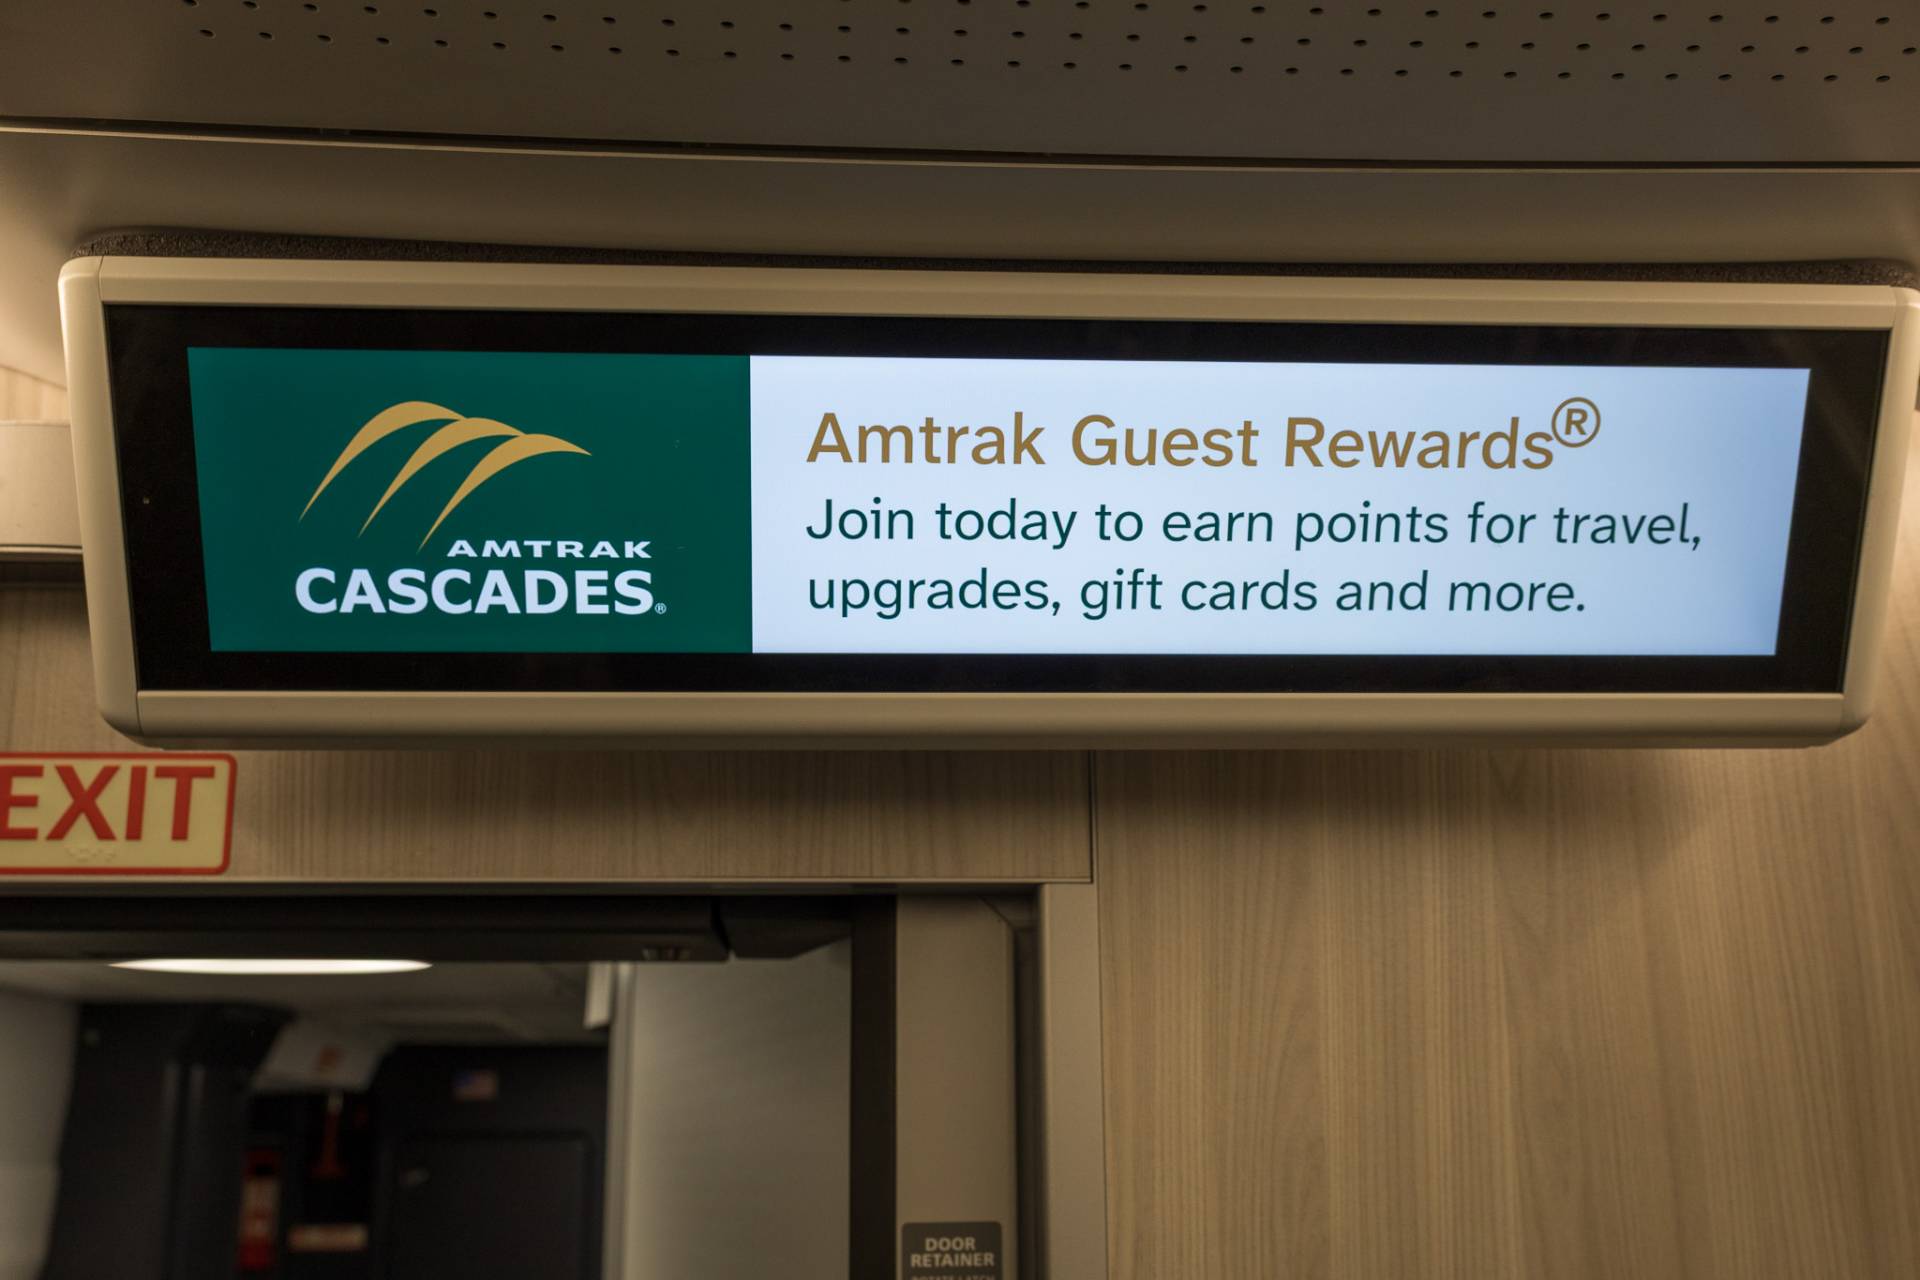 AMTRAK
CASCADES®
Amtrak Guest Rewards®
Join today to earn points for travel,
upgrades, gift cards and more.
EXIT
DOOR
RETAINER